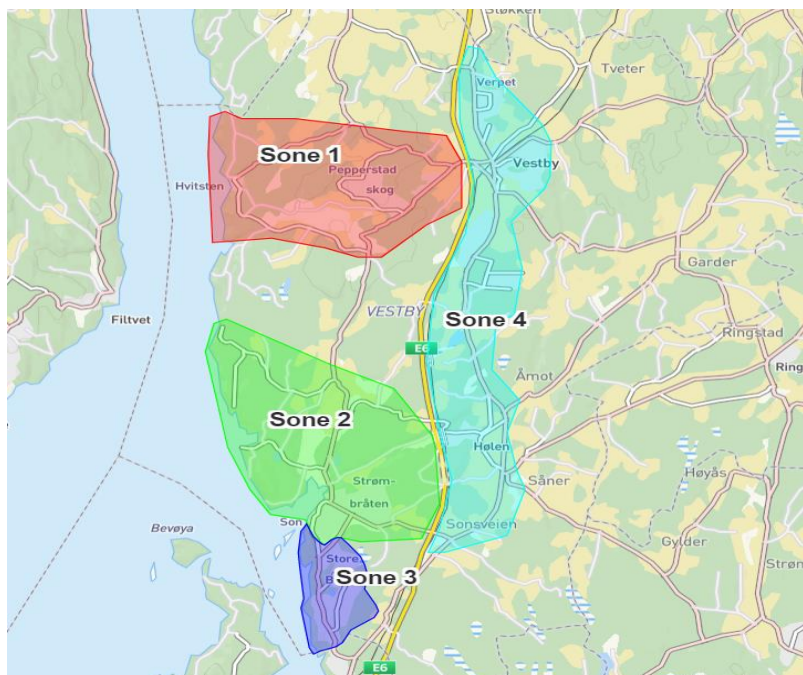 Støkken
Verpet
Tveter
Sone 1
Pepperstad
skog
Vestby
Hvitsten
Garder
Filtvet
VESTBY
Sone 4
Ringstad
E6
Åmot
Ring
Sone 2
Hølen
Såner
Høyås
Strøm-
bråten
Son
Sonsveien
Bevøya
Gylder
Strøn
Store
B
Sone 3
E6